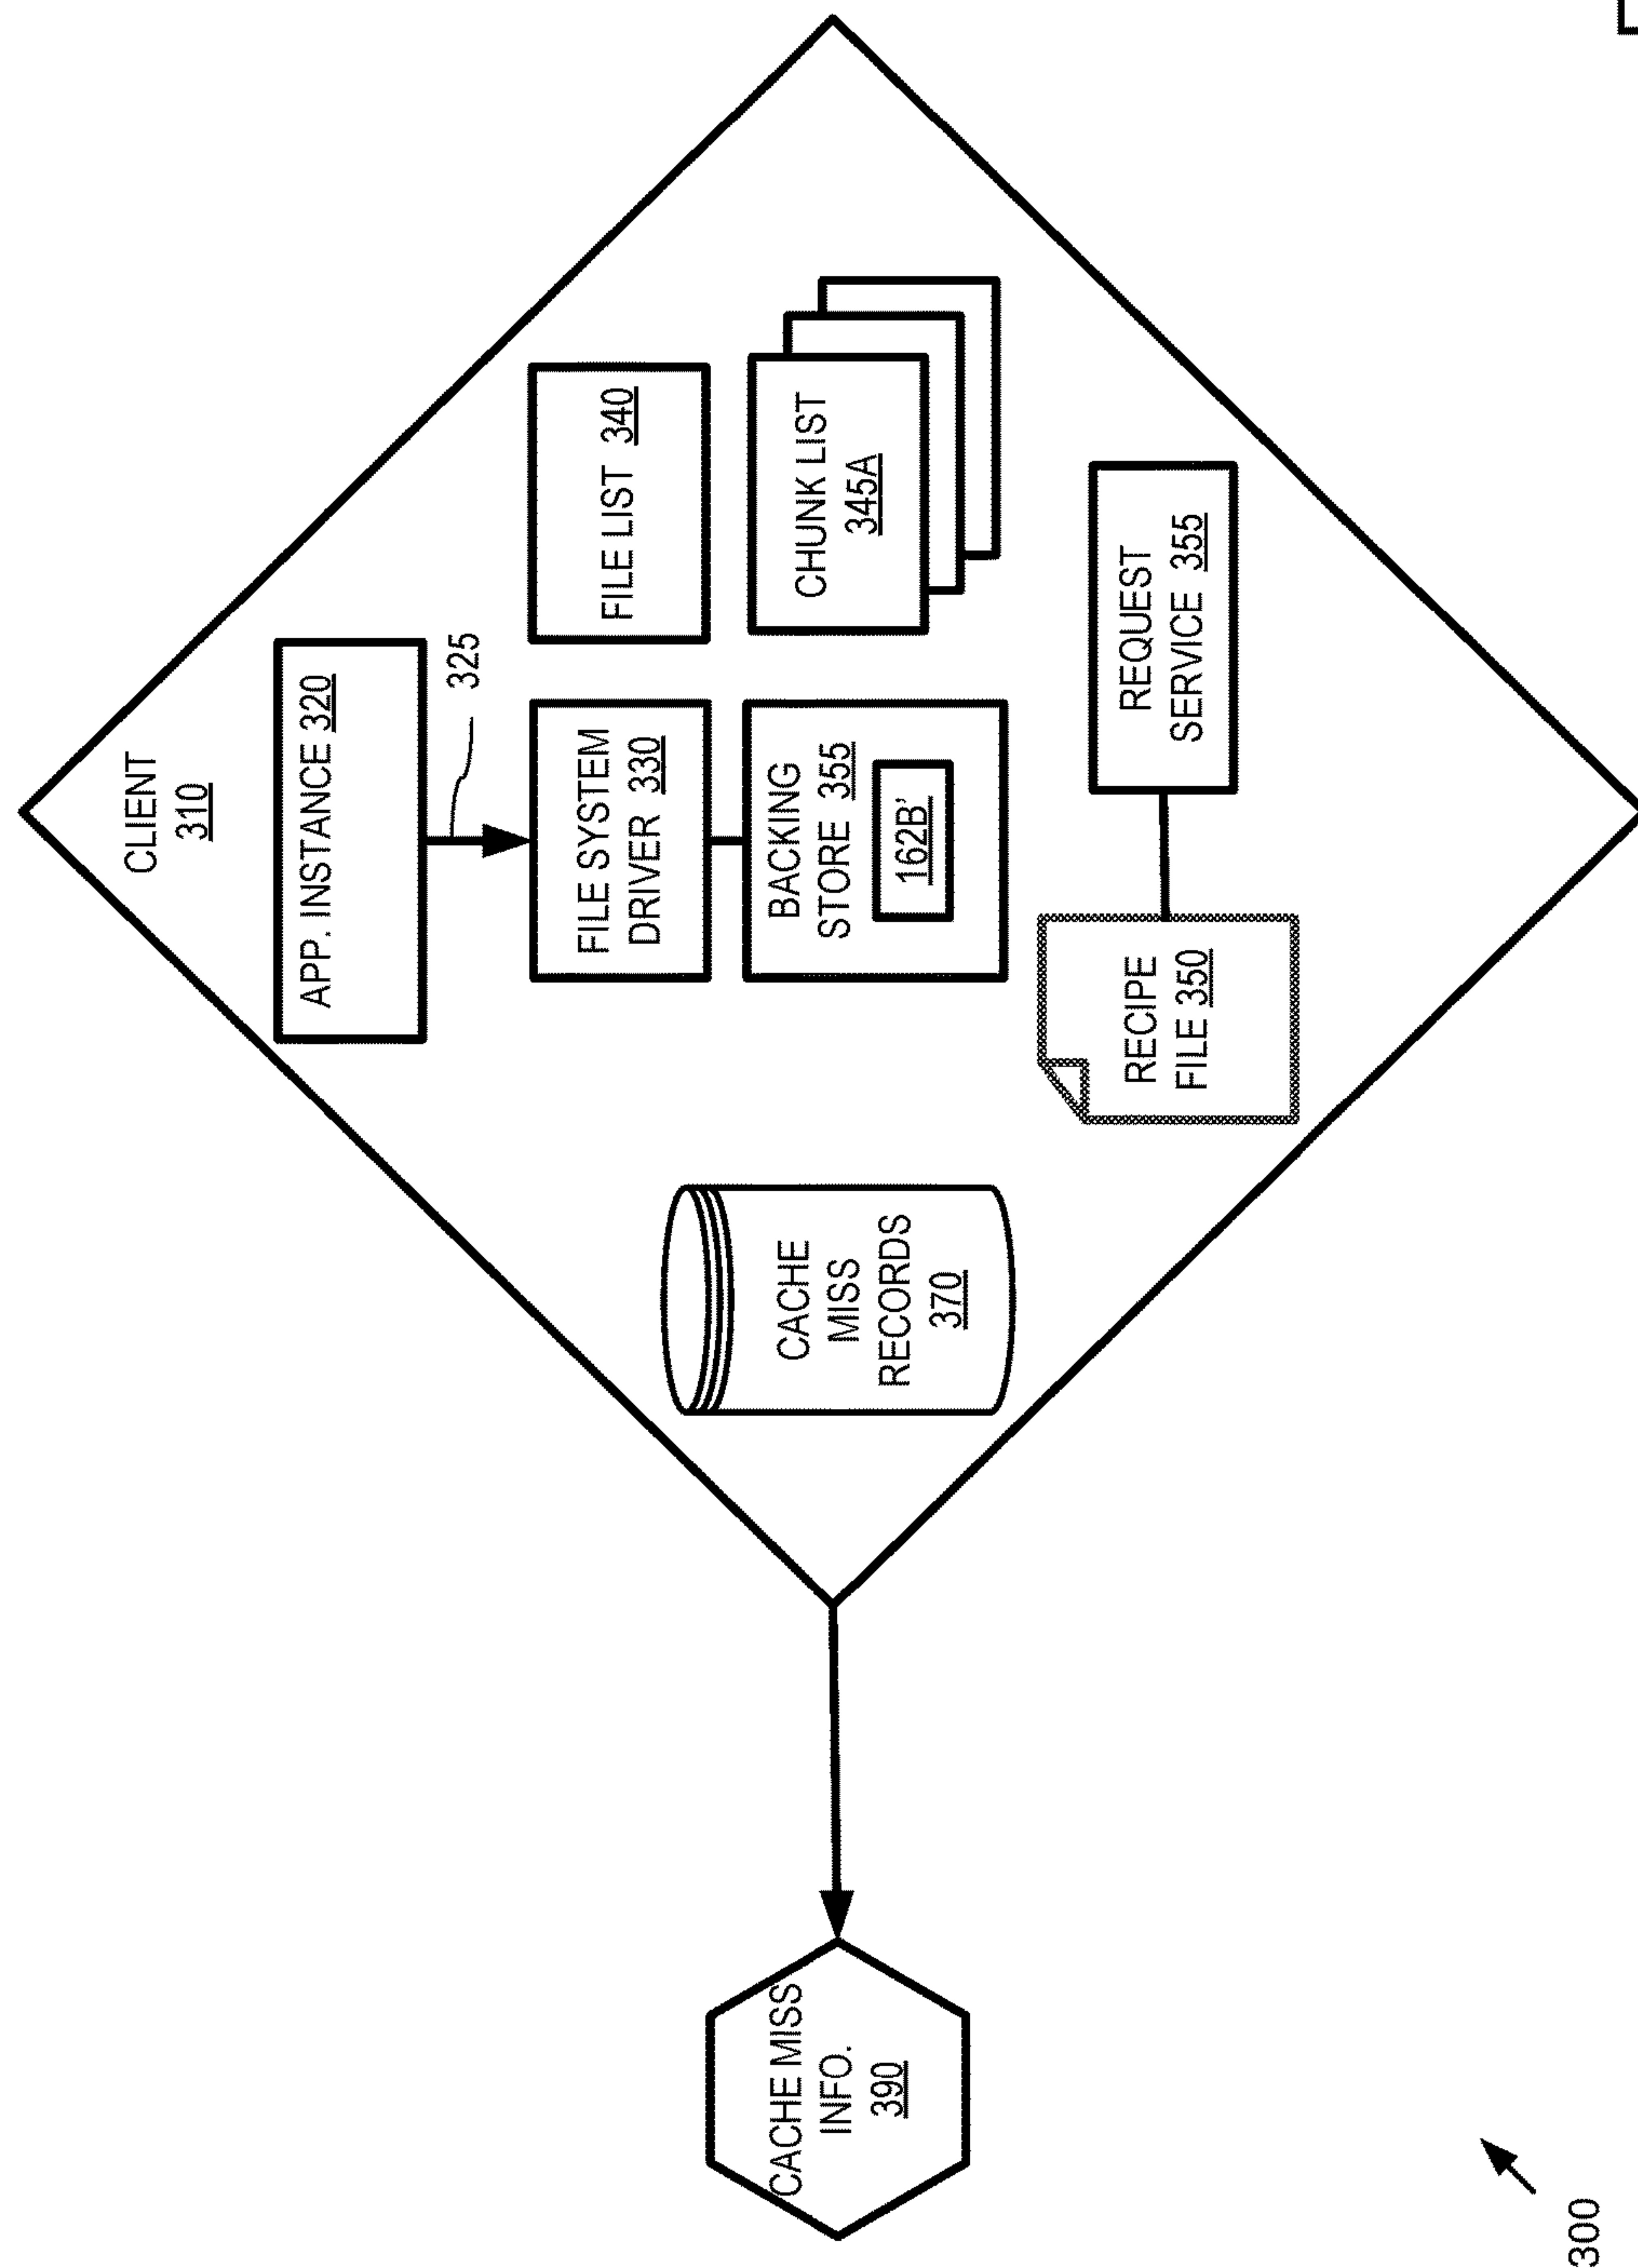 CLIENT
310
APP. INSTANCE 320
325
FILE SYSTEM
DRIVER 330
FILE LIST 340
BACKING
STORE 355
162B’
CHUNK LIST
345A
CACHE
MISS
RECORDS
370
RECIPE
FILE 350
REQUEST
SERVICE 355
CACHE MISS
INFO.
390
300